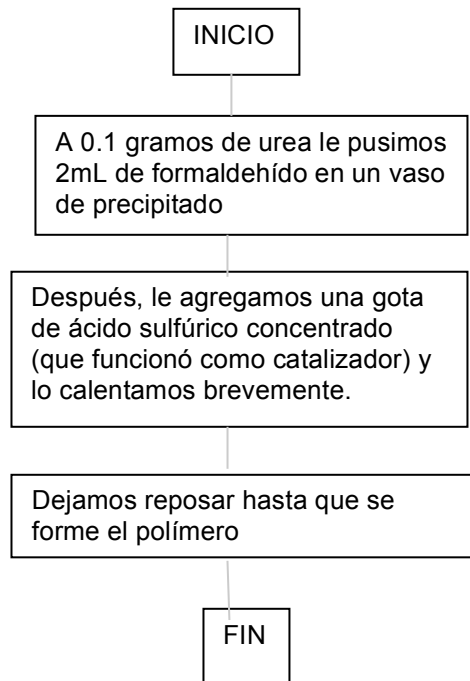 INICIO
A 0.1 gramos de urea le pusimos
2mL de formaldehído en un vaso
de precipitado
Después, le agregamos una gota
de ácido sulfúrico concentrado
(que funcionó como catalizador) y
lo calentamos brevemente.
Dejamos reposar hasta que se
forme el polímero
FIN